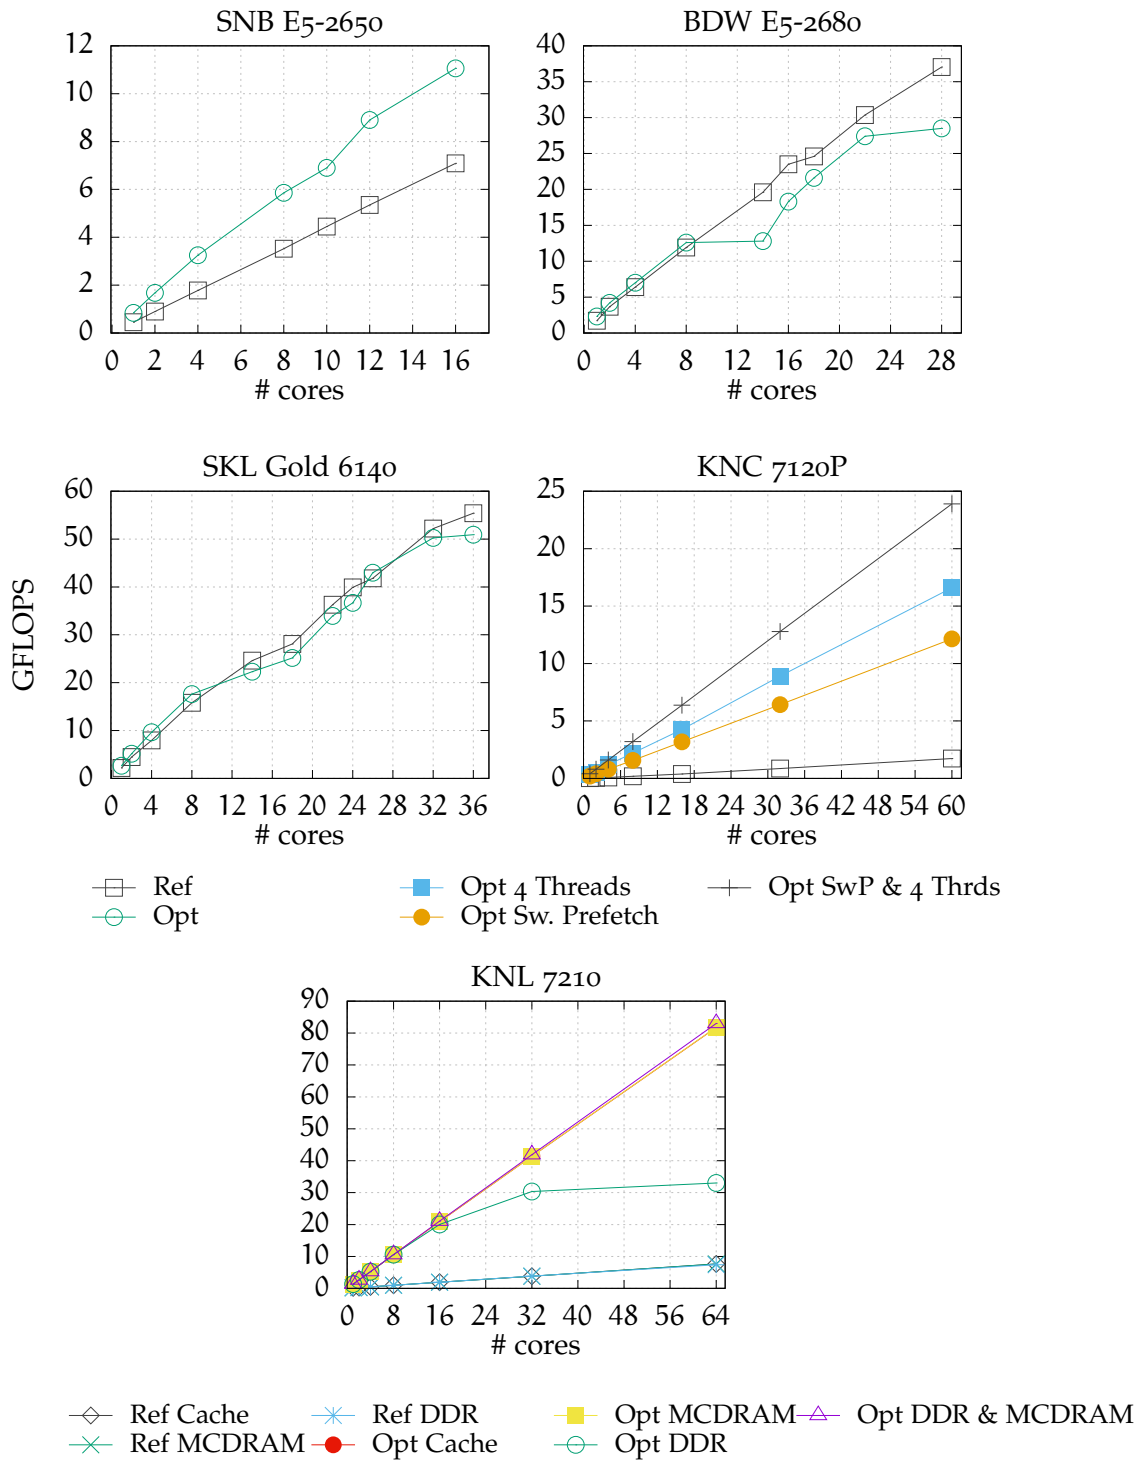 SNB E5-2650
12
10
8
6
4
2
0
0 2 4 6 8 10 12 14 16
# cores
BDW E5-2680
40
35
30
25
20
15
10
5
0
0 4 8 12 16 20 24 28
# cores
GFLOPS
SKL Gold 6140
60
50
40
30
20
10
0
0 4 8 12 16 20 24 28 32 36
# cores
KNC 7120P
25
20
15
10
5
0
0 6 12 18 24 30 36 42 48 54 60
# cores
Ref
Opt
Opt 4 Threads
Opt Sw. Prefetch
Opt SwP & 4 Thrds
KNL 7210
90
80
70
60
50
40
30
20
10
0
0 8 16 24 32 40 48 56 64
# cores
Ref Cache
Ref MCDRAM
Ref DDR
Opt Cache
Opt MCDRAM
Opt DDR
Opt DDR & MCDRAM